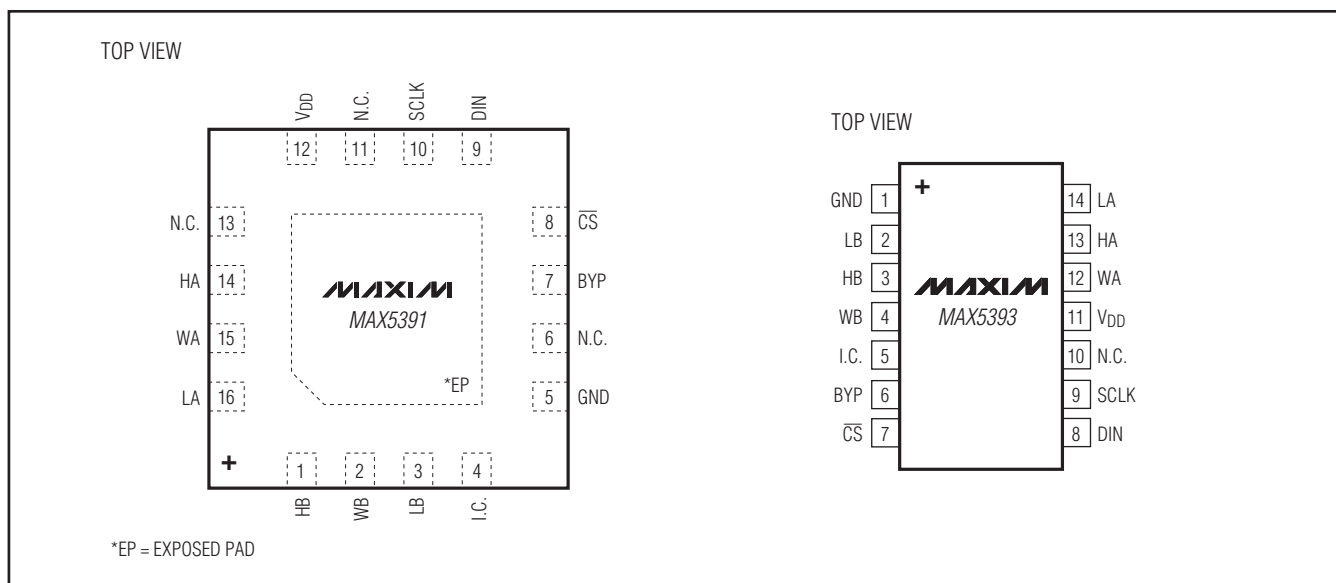 TOP VIEW
VDD
N.C.
SCLK
DIN
12
11
10
9
N.C. 13
HA 14
WA 15
LA 16
8 C̅S̅
7 BYP
6 N.C.
5 GND
MAXIM
MAX5391
*EP
+
1
2
3
4
HB
WB
LB
I.C.
*EP = EXPOSED PAD
TOP VIEW
+
GND 1
LB 2
HB 3
WB 4
I.C. 5
BYP 6
C̅S̅ 7
MAXIM
MAX5393
14 LA
13 HA
12 WA
11 VDD
10 N.C.
9 SCLK
8 DIN